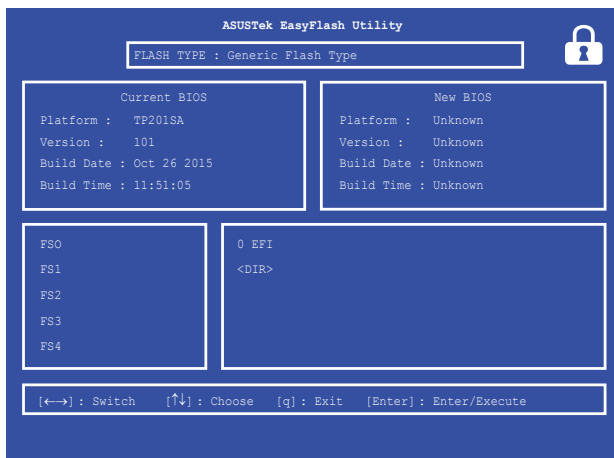 ASUSTek EasyFlash Utility
FLASH TYPE : Generic Flash Type
Current BIOS
Platform : TP201SA
Version : 101
Build Date : Oct 26 2015
Build Time : 11:51:05
New BIOS
Platform : Unknown
Version : Unknown
Build Date : Unknown
Build Time : Unknown
FSO
FS1
FS2
FS3
FS4
0 EFI
<DIR>
[←→]: Switch [↑↓]: Choose [q]: Exit [Enter]: Enter/Execute